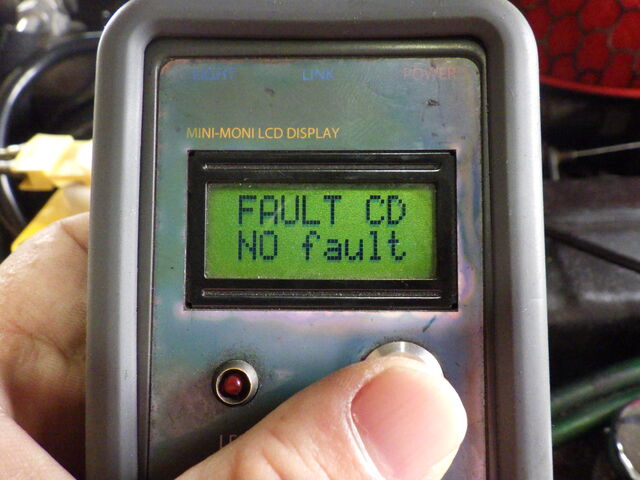 LIGHT LINK POWER
MINI-MONI LCD DISPLAY
FAULT CD
NO fault